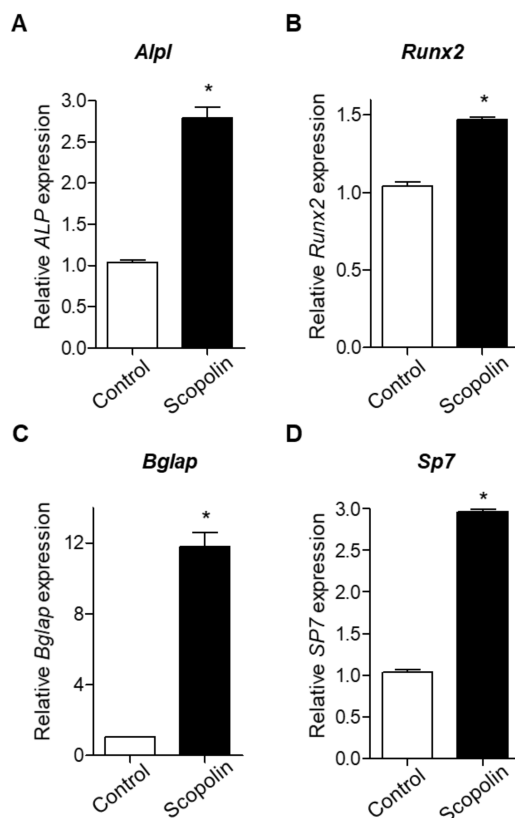 A
Alpl
Relative ALP expression
3.0
2.5
2.0
1.5
1.0
0.5
0.0
*
Control
Scopolin
B
Runx2
Relative Runx2 expression
1.5
1.0
0.5
0.0
*
Control
Scopolin
C
Bglap
Relative Bglap expression
12
8
4
0
*
Control
Scopolin
D
Sp7
Relative SP7 expression
3.0
2.5
2.0
1.5
1.0
0.5
0.0
*
Control
Scopolin